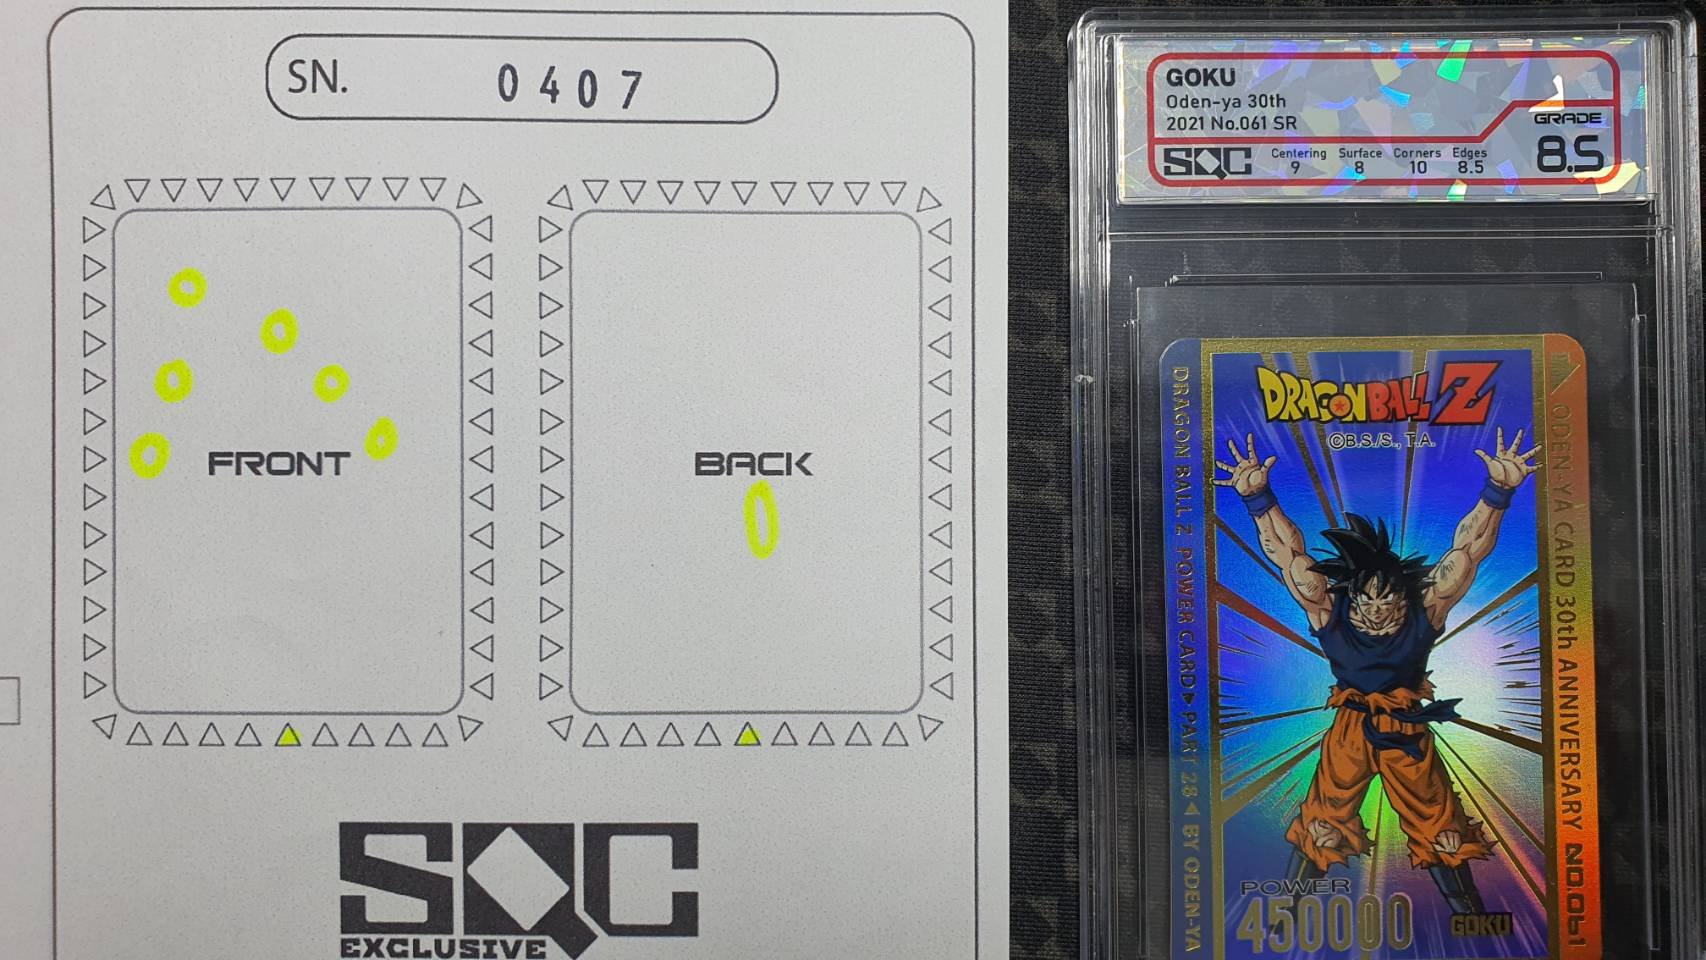 SN. 0407
FRONT
BACK
SQC
EXCLUSIVE
GOKU
Oden-ya 30th
2021 No.061 SR
GRADE
8.5
SQC
Centering Surface Corners Edges
9 8 10 8.5
DRAGON BALL Z
©B.S./S., T.A.
DRAGON BALL Z POWER CARD▶PART 28◀BY ODEN-YA
ODEN-YA CARD 30th ANNIVERSARY NO.061
POWER
450000
GOKU